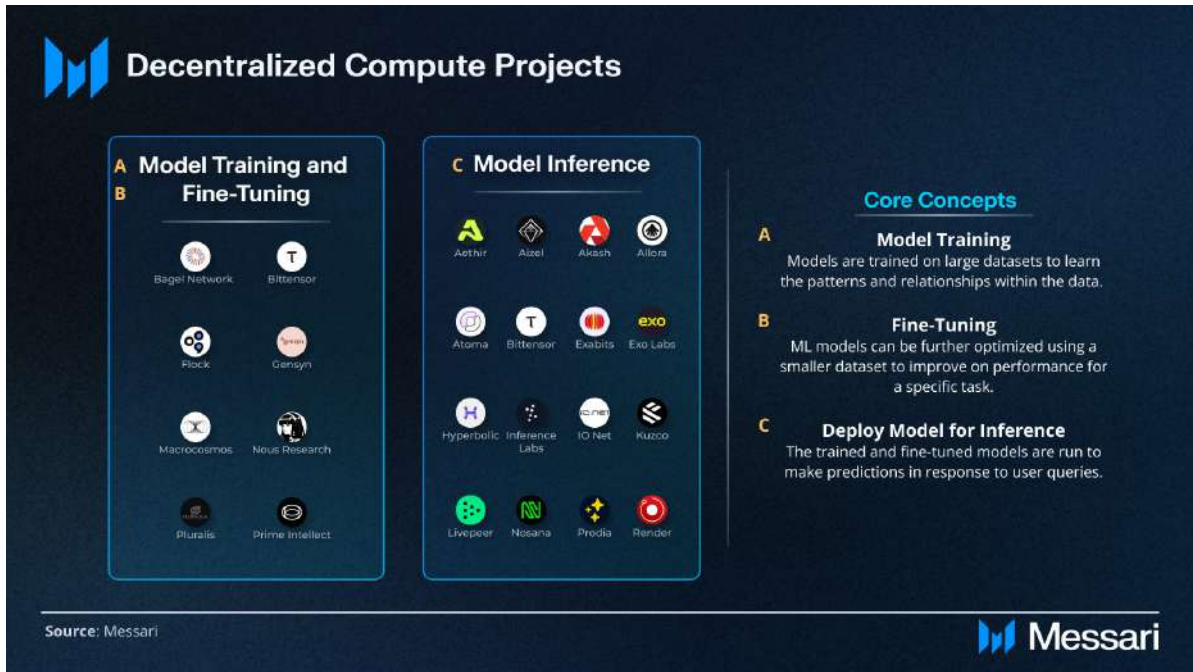 Decentralized Compute Projects
A Model Training and
B Fine-Tuning
Bagel Network Bittensor
Flock Gensyn
Macrocosmos Nous Research
Pluralis Prime Intellect
C Model Inference
Aethir Aizel Akash Allora
Atoma Bittensor Exabits Exo Labs
exo
Hyperbolic Inference Labs IO Net Kuzco
IO.NET
Livepeer Nosana Prodia Render
Core Concepts
A Model Training
Models are trained on large datasets to learn
the patterns and relationships within the data.
B Fine-Tuning
ML models can be further optimized using a
smaller dataset to improve on performance for
a specific task.
C Deploy Model for Inference
The trained and fine-tuned models are run to
make predictions in response to user queries.
Source: Messari
Messari